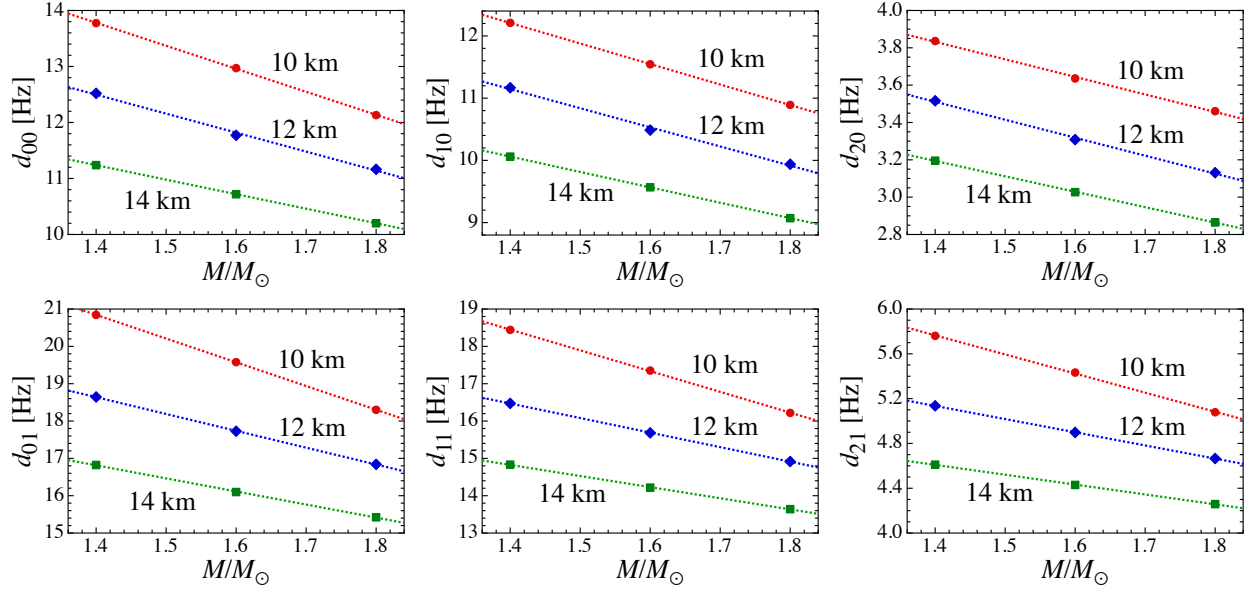 d₀₀ [Hz]
14
13
12
11
10
10 km
12 km
14 km
1.4 1.5 1.6 1.7 1.8
M/M☉
d₁₀ [Hz]
12
11
10
9
10 km
12 km
14 km
1.4 1.5 1.6 1.7 1.8
M/M☉
d₂₀ [Hz]
4.0
3.8
3.6
3.4
3.2
3.0
2.8
10 km
12 km
14 km
1.4 1.5 1.6 1.7 1.8
M/M☉
d₀₁ [Hz]
21
20
19
18
17
16
15
10 km
12 km
14 km
1.4 1.5 1.6 1.7 1.8
M/M☉
d₁₁ [Hz]
19
18
17
16
15
14
13
10 km
12 km
14 km
1.4 1.5 1.6 1.7 1.8
M/M☉
d₂₁ [Hz]
6.0
5.6
5.2
4.8
4.4
4.0
10 km
12 km
14 km
1.4 1.5 1.6 1.7 1.8
M/M☉